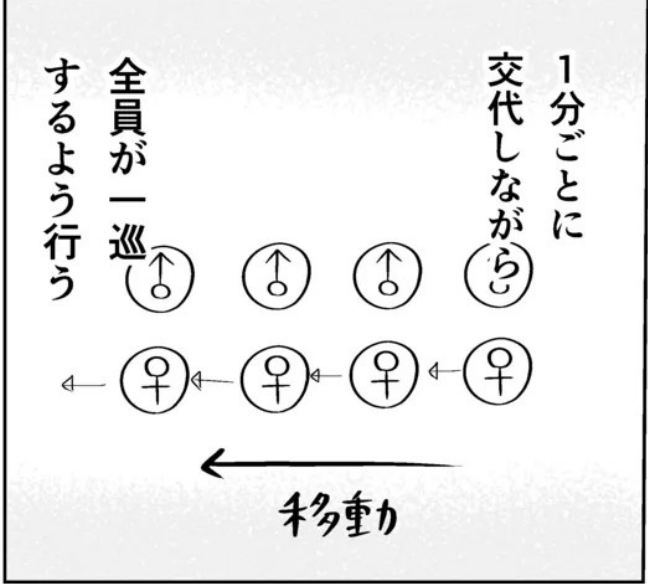 1分ごとに
交代しながら
全員が一巡
するよう行う
移動